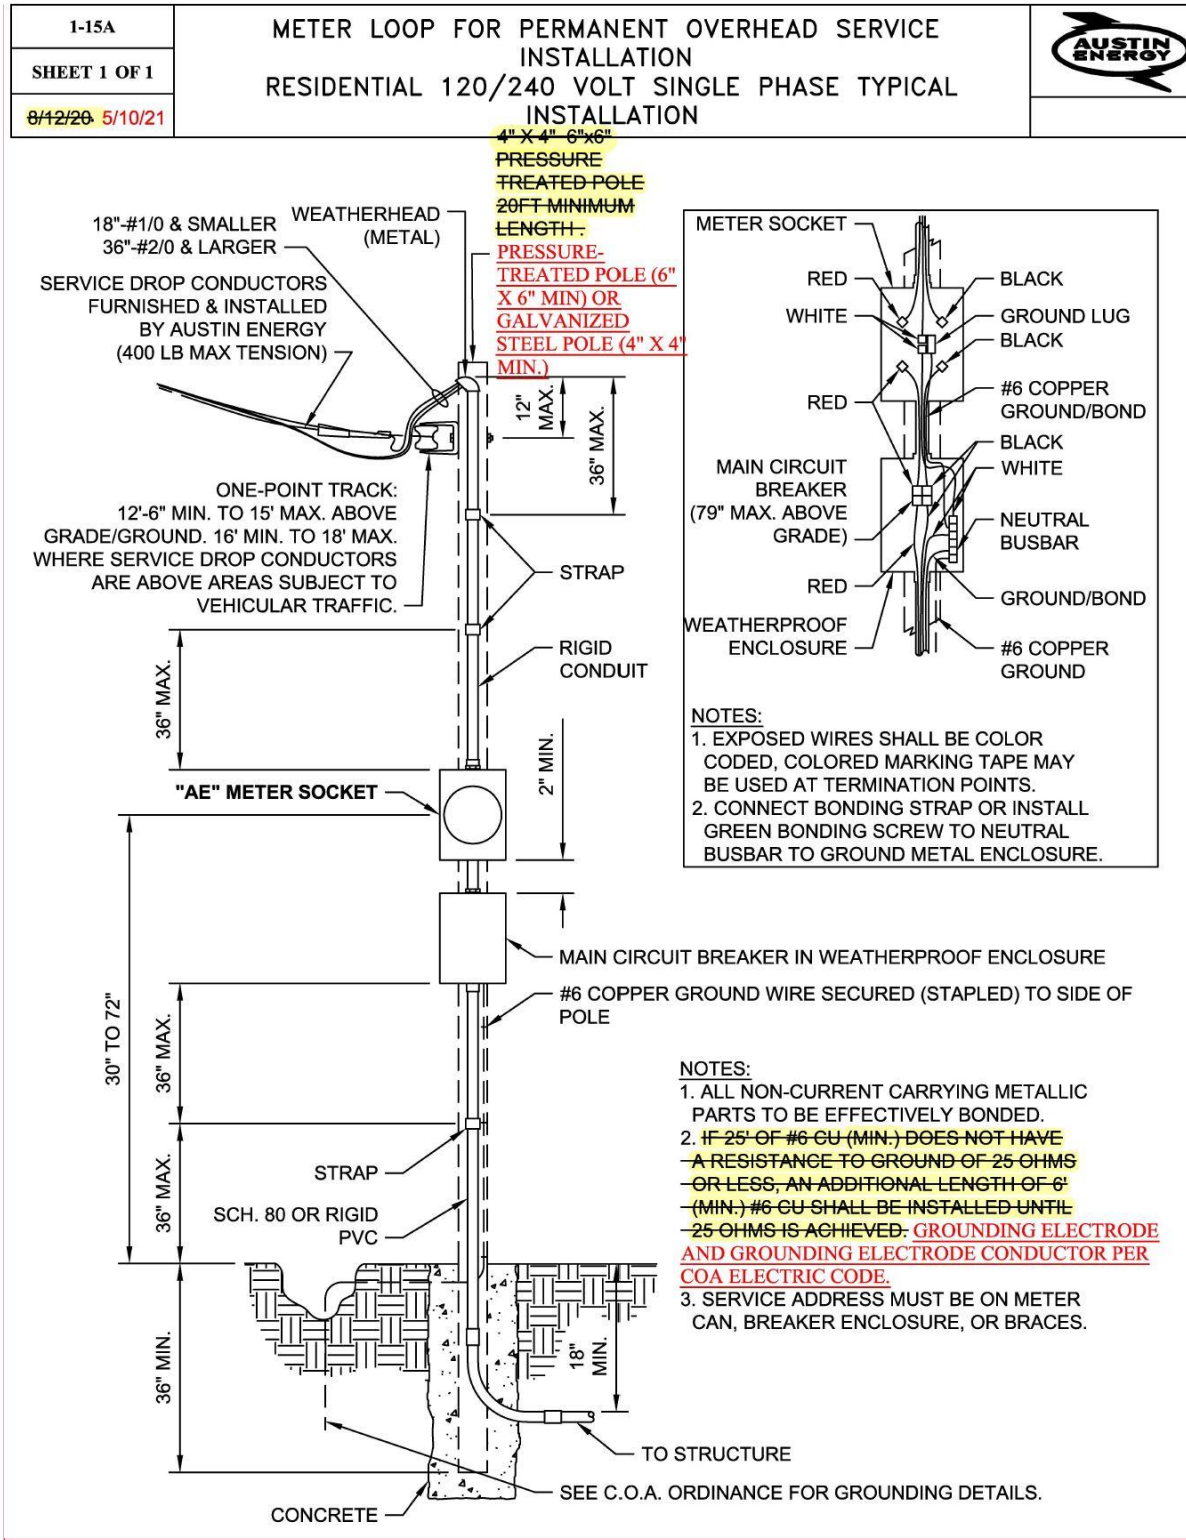 1-15A
SHEET 1 OF 1
8/12/20 5/10/21
METER LOOP FOR PERMANENT OVERHEAD SERVICE
INSTALLATION
RESIDENTIAL 120/240 VOLT SINGLE PHASE TYPICAL
INSTALLATION
AUSTIN
ENERGY
4" X 4" 6"x6"
PRESSURE
TREATED POLE
20FT MINIMUM
LENGTH .
PRESSURE-
TREATED POLE (6"
X 6" MIN) OR
GALVANIZED
STEEL POLE (4" X 4"
MIN.)
18"-#1/0 & SMALLER
36"-#2/0 & LARGER
WEATHERHEAD
(METAL)
SERVICE DROP CONDUCTORS
FURNISHED & INSTALLED
BY AUSTIN ENERGY
(400 LB MAX TENSION)
12"
MAX.
36" MAX.
ONE-POINT TRACK:
12'-6" MIN. TO 15' MAX. ABOVE
GRADE/GROUND. 16' MIN. TO 18' MAX.
WHERE SERVICE DROP CONDUCTORS
ARE ABOVE AREAS SUBJECT TO
VEHICULAR TRAFFIC.
STRAP
RIGID
CONDUIT
36" MAX.
2" MIN.
"AE" METER SOCKET
30" TO 72"
MAIN CIRCUIT BREAKER IN WEATHERPROOF ENCLOSURE
#6 COPPER GROUND WIRE SECURED (STAPLED) TO SIDE OF
POLE
36" MAX.
STRAP
36" MAX.
SCH. 80 OR RIGID
PVC
36" MIN.
18"
MIN.
TO STRUCTURE
SEE C.O.A. ORDINANCE FOR GROUNDING DETAILS.
CONCRETE
METER SOCKET
RED
BLACK
WHITE
GROUND LUG
BLACK
RED
#6 COPPER
GROUND/BOND
BLACK
WHITE
MAIN CIRCUIT
BREAKER
(79" MAX. ABOVE
GRADE)
NEUTRAL
BUSBAR
RED
GROUND/BOND
WEATHERPROOF
ENCLOSURE
#6 COPPER
GROUND
NOTES:
1. EXPOSED WIRES SHALL BE COLOR
CODED, COLORED MARKING TAPE MAY
BE USED AT TERMINATION POINTS.
2. CONNECT BONDING STRAP OR INSTALL
GREEN BONDING SCREW TO NEUTRAL
BUSBAR TO GROUND METAL ENCLOSURE.
NOTES:
1. ALL NON-CURRENT CARRYING METALLIC
PARTS TO BE EFFECTIVELY BONDED.
2. IF 25' OF #6 CU (MIN.) DOES NOT HAVE
A RESISTANCE TO GROUND OF 25 OHMS
OR LESS, AN ADDITIONAL LENGTH OF 6'
(MIN.) #6 CU SHALL BE INSTALLED UNTIL
25 OHMS IS ACHIEVED. GROUNDING ELECTRODE
AND GROUNDING ELECTRODE CONDUCTOR PER
COA ELECTRIC CODE.
3. SERVICE ADDRESS MUST BE ON METER
CAN, BREAKER ENCLOSURE, OR BRACES.